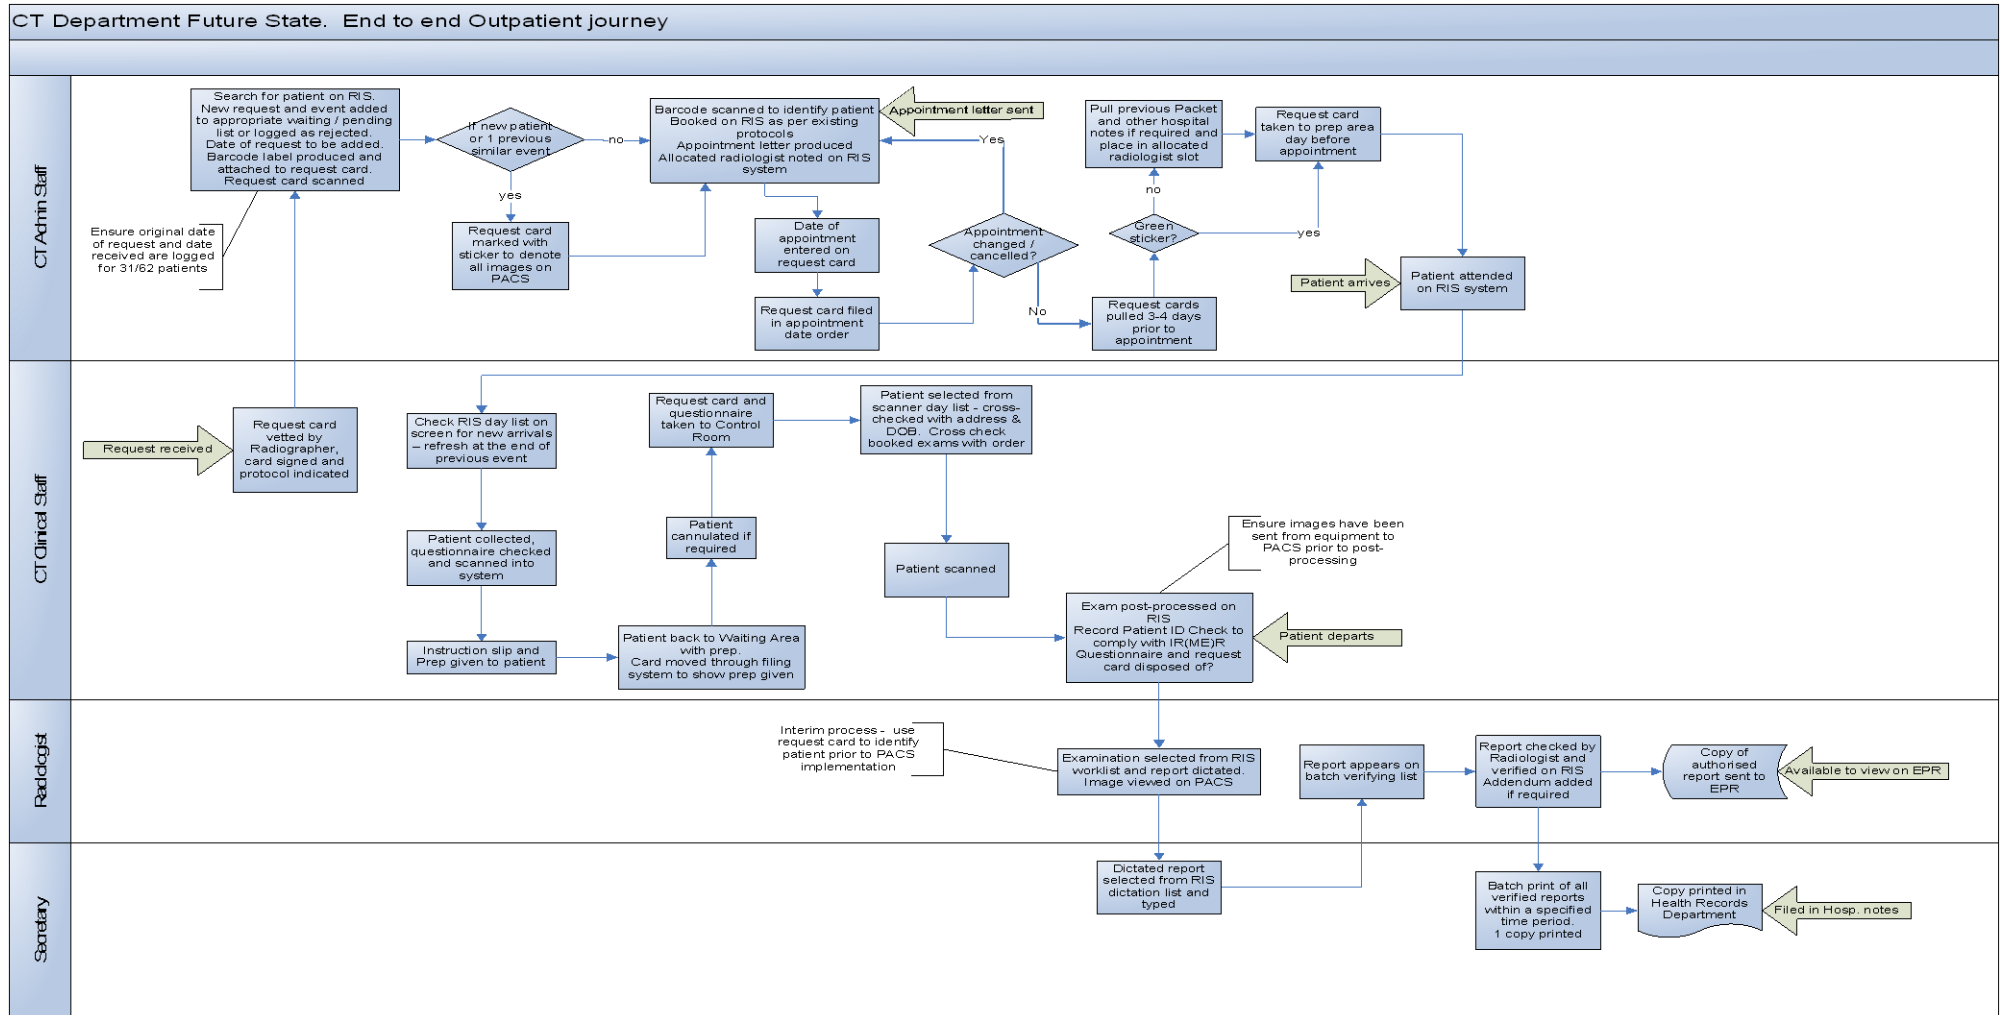 CT Department Future State.  End to end Outpatient journey
CT Admin Staff
Search for patient on RIS.
New request and event added
to appropriate waiting / pending
list or logged as rejected.
Date of request to be added.
Barcode label produced and
attached to request card.
Request card scanned
Ensure original date
of request and date
received are logged
for 31/62 patients
If new patient
or 1 previous
similar event
no
yes
Request card
marked with
sticker to denote
all images on
PACS
Barcode scanned to identify patient
Booked on RIS as per existing
protocols
Appointment letter produced
Allocated radiologist noted on RIS
system
Appointment letter sent
Yes
Date of
appointment
entered on
request card
Request card filed
in appointment
date order
Appointment
changed /
cancelled?
No
Request cards
pulled 3-4 days
prior to
appointment
Green
sticker?
no
yes
Pull previous Packet
and other hospital
notes if required and
place in allocated
radiologist slot
Request card
taken to prep area
day before
appointment
Patient arrives
Patient attended
on RIS system
CT Clinical Staff
Request received
Request card
vetted by
Radiographer,
card signed and
protocol indicated
Check RIS day list on
screen for new arrivals
– refresh at the end of
previous event
Patient collected,
questionnaire checked
and scanned into
system
Instruction slip and
Prep given to patient
Patient back to Waiting Area
with prep.
Card moved through filing
system to show prep given
Patient
cannulated if
required
Request card and
questionnaire
taken to Control
Room
Patient selected from
scanner day list - cross-
checked with address &
DOB.  Cross check
booked exams with order
Patient scanned
Ensure images have been
sent from equipment to
PACS prior to post-
processing
Exam post-processed on
RIS
Record Patient ID Check to
comply with IR(ME)R
Questionnaire and request
card disposed of?
Patient departs
Radiologist
Interim process -  use
request card to identify
patient prior to PACS
implementation
Examination selected from RIS
worklist and report dictated.
Image viewed on PACS
Report appears on
batch verifying list
Report checked by
Radiologist and
verified on RIS
Addendum added
if required
Copy of
authorised
report sent to
EPR
Available to view on EPR
Secretary
Dictated report
selected from RIS
dictation list and
typed
Batch print of all
verified reports
within a specified
time period.
1 copy printed
Copy printed in
Health Records
Department
Filed in Hosp. notes